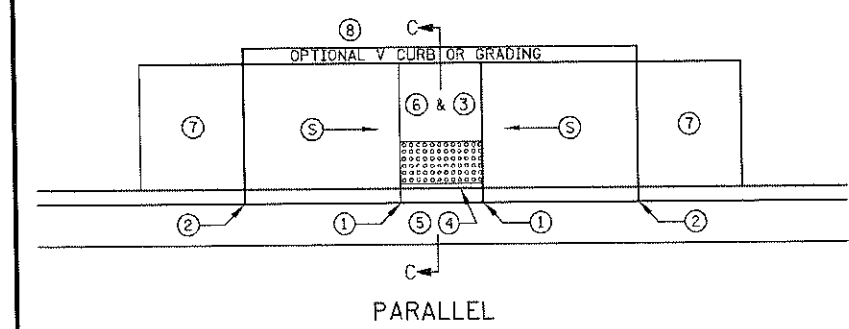 ⑧ C
OPTIONAL V CURB OR GRADING
⑥ & ③
⑦ Ⓢ Ⓢ ⑦
② ① ⑤ ④ ① ②
C
PARALLEL